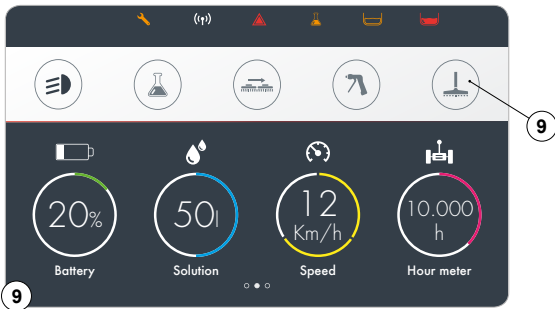 9
20%
50l
12
Km/h
10.000
h
Battery
Solution
Speed
Hour meter
9